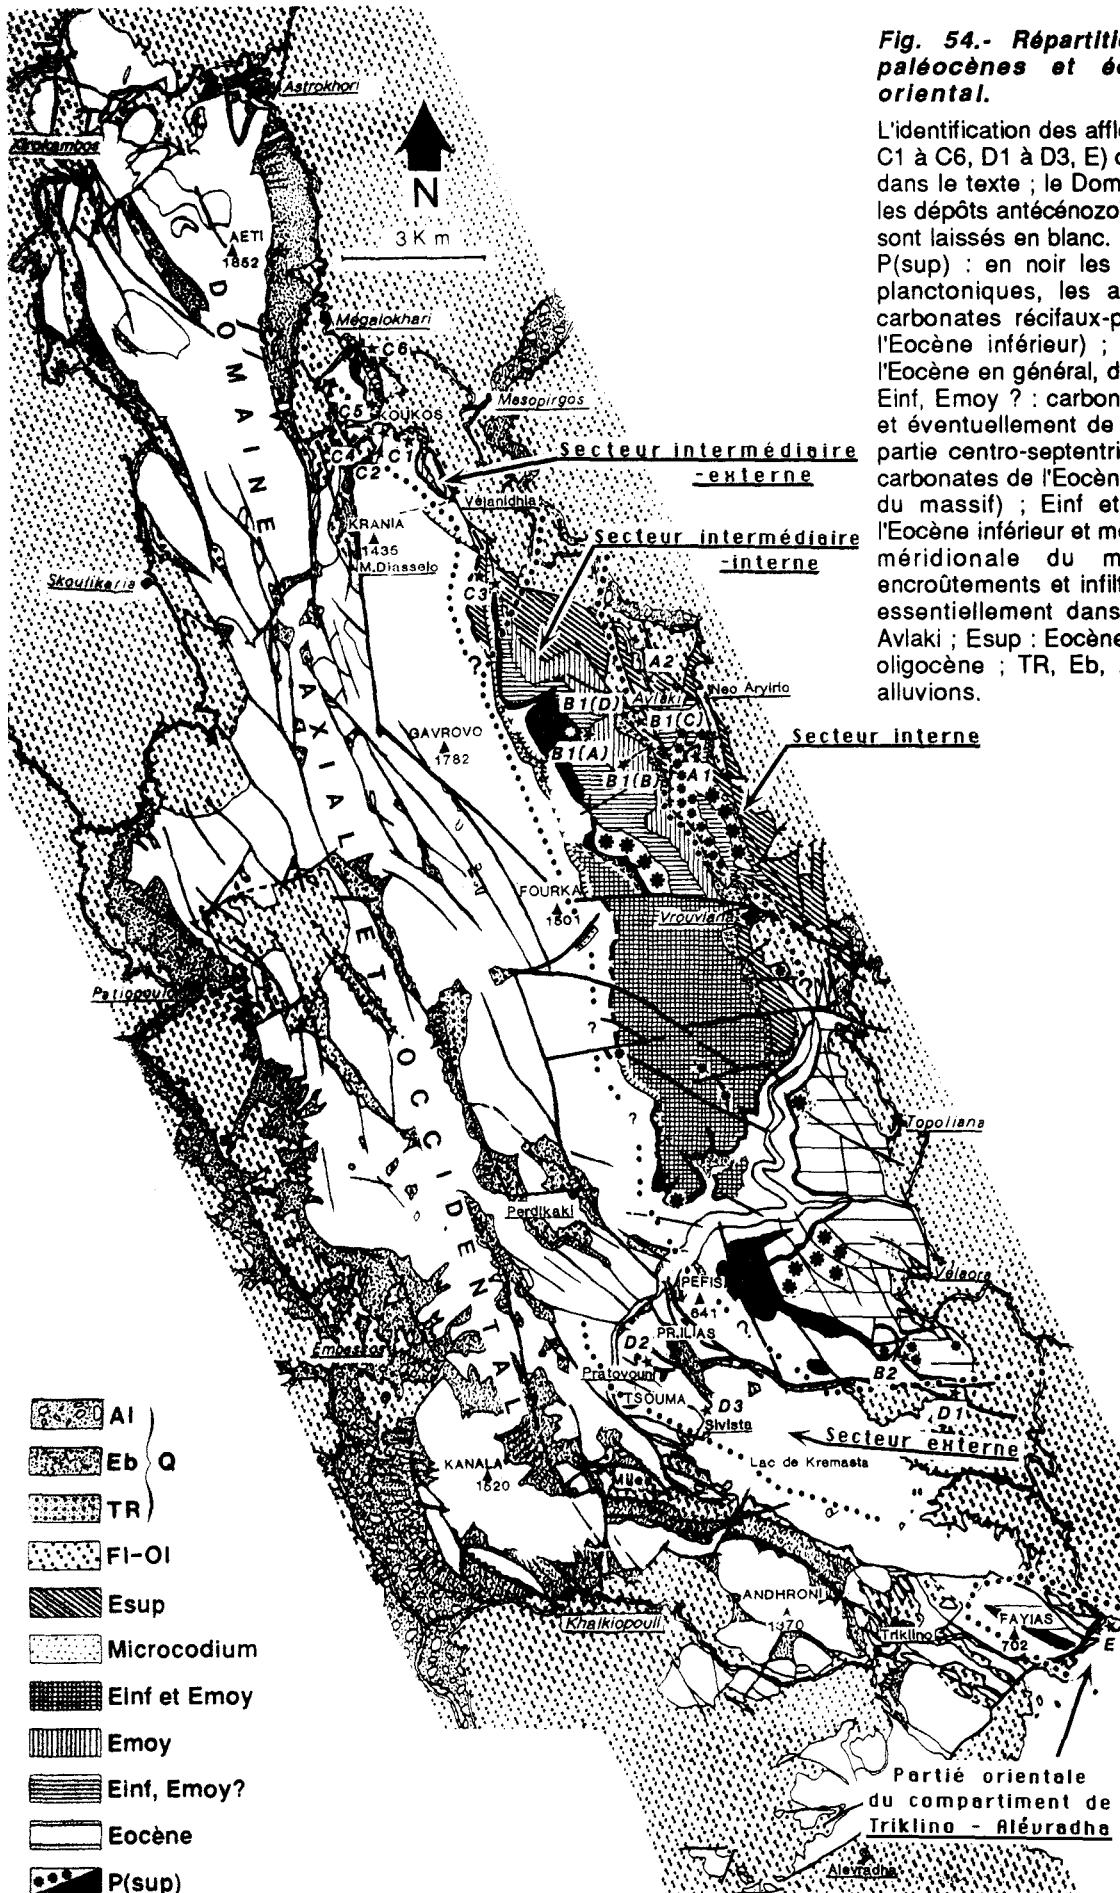 Fig. 54.- Répartiti
paléocènes et é
oriental.
L'identification des affl
C1 à C6, D1 à D3, E) d
dans le texte ; le Dom
les dépôts antécénozo
sont laissés en blanc.
P(sup) : en noir les
planctoniques, les a
carbonates récifaux-p
l'Eocène inférieur) ;
l'Eocène en général, d
Einf, Emoy ? : carbon
et éventuellement de
partie centro-septentri
carbonates de l'Eocèn
du massif) ; Einf et
l'Eocène inférieur et m
méridionale du m
encroûtements et infilt
essentiellement dans
Avlaki ; Esup : Eocène
oligocène ; TR, Eb,
alluvions.
Astrokhori
Xirokambos
N
3 Km
AETI
1852
DOMAINE
Mégalokhari
C6
C5
KOUKOS
Mesopirgos
C4
C1
C2
Secteur intermédiaire
-externe
Vélanidhia
KRANIA
1435
M.Diasselo
Secteur intermédiaire
-interne
Skoulikaria
C3
?
A2
AXIAL
B1(D)
Avlaki
Neo Aryirio
B1(C)
GAVROVO
1782
B1(A)
Secteur interne
B1(B)
A1
FOURKA
1501
Vrouviana
ET
Patiopoulo
?
?
OCCIDENTAL
?
Topoliana
Perdikaki
PEFIS
641
Vélaora
PR.ILIAS
?
D2
Embessos
Pratovouni
B2
TSOUMA
D3
D1
Sivista
Secteur externe
KANALA
1520
Lac de Kremasta
ANDHRONI
1370
FAYIAS
702
Khalkiopouli
Triklino
E
Partié orientale
du compartiment de
Triklino - Alévradha
Alevradha
Al
Eb
Q
TR
Fl-Ol
Esup
Microcodium
Einf et Emoy
Emoy
Einf, Emoy?
Eocène
P(sup)